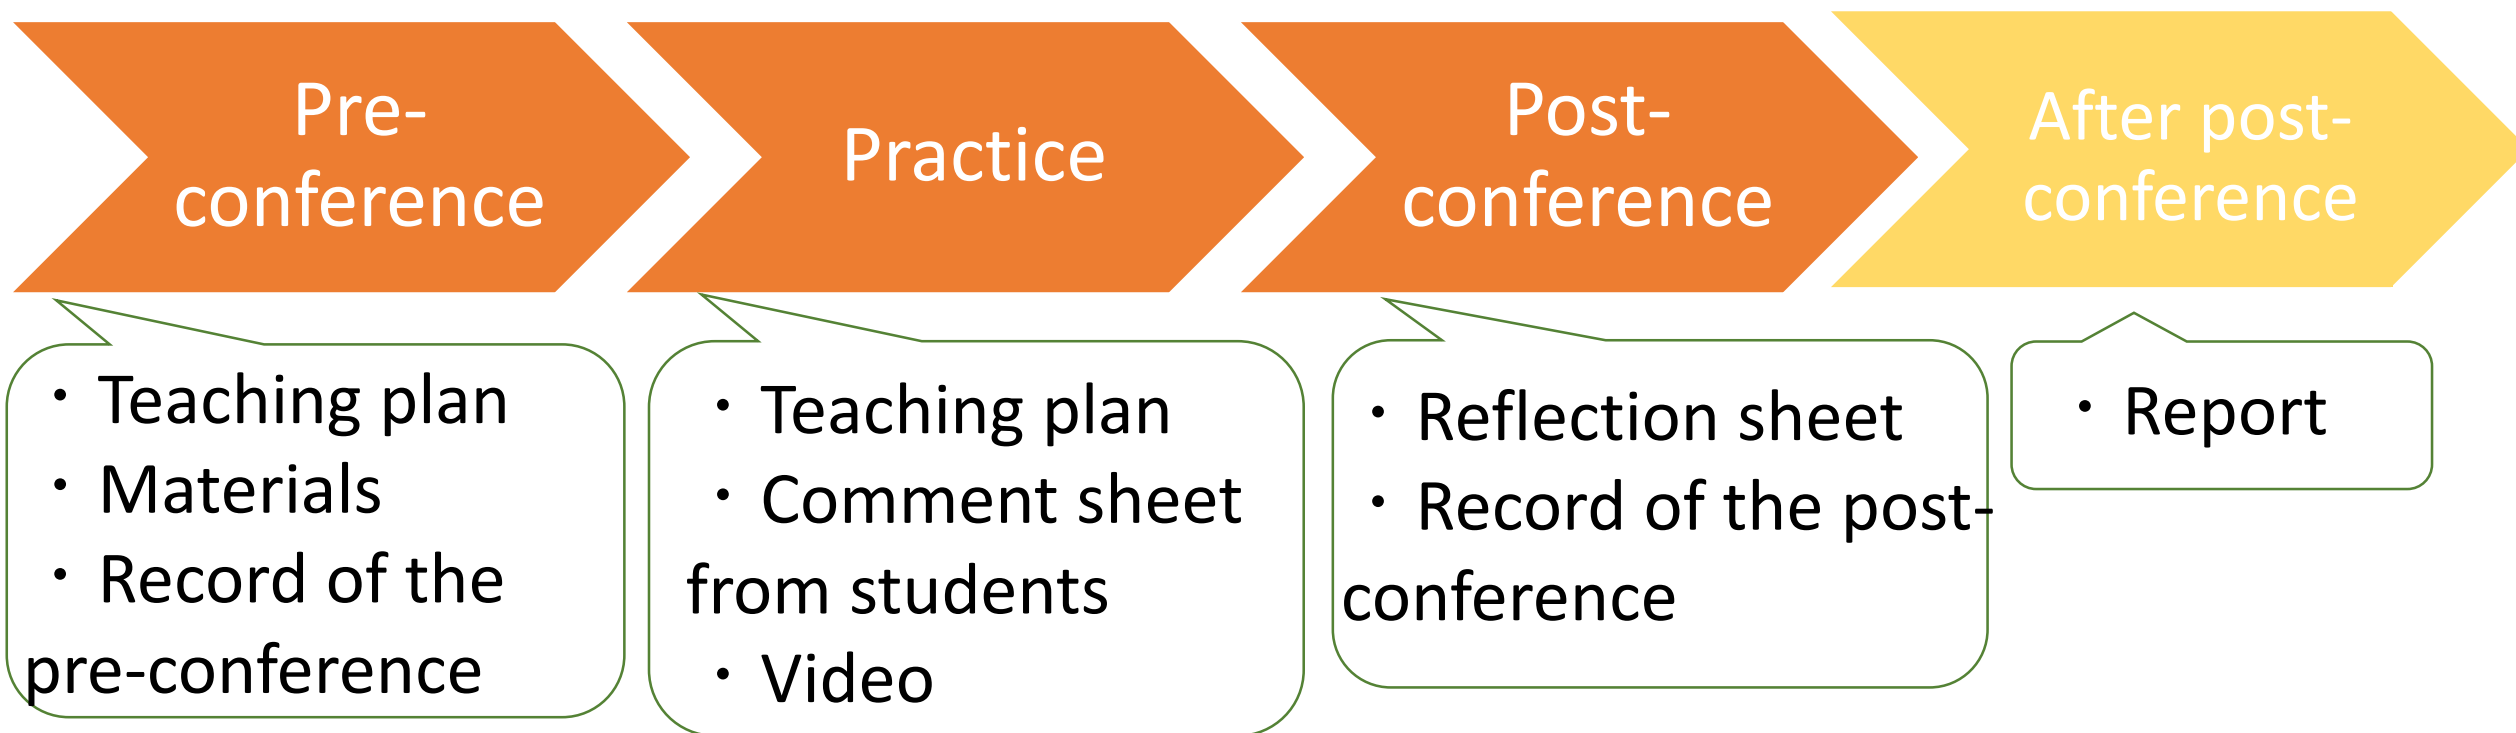 Pre-
conference
Practice
Post-
conference
After post-
conference
• Teaching plan
• Materials
• Record of the
pre-conference
• Teaching plan
• Comment sheet
from students
• Video
• Reflection sheet
• Record of the post-
conference
• Report